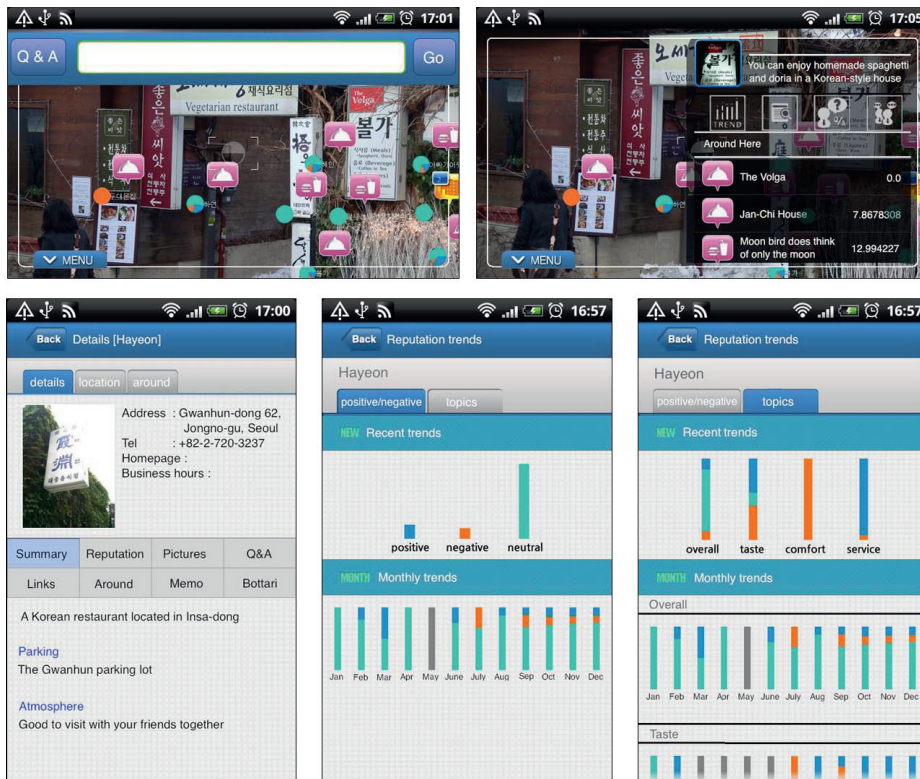 17:01
Q & A
Go
채식요리점
Vegetarian restaurant
좋은씨앗
The Volga
볼가
MENU
17:05
You can enjoy homemade spaghetti
and doria in a Korean-style house
TREND
Q/A
Around Here
The Volga 0.0
Jan-Chi House 7.8678308
Moon bird does think
of only the moon 12.994227
MENU
17:00
Back Details [Hayeon]
details location around
Address : Gwanhun-dong 62,
Jongno-gu, Seoul
Tel : +82-2-720-3237
Homepage :
Business hours :
Summary Reputation Pictures Q&A
Links Around Memo Bottari
A Korean restaurant located in Insa-dong
Parking
The Gwanhun parking lot
Atmosphere
Good to visit with your friends together
16:57
Back Reputation trends
Hayeon
positive/negative topics
NEW Recent trends
positive negative neutral
MONTH Monthly trends
Jan Feb Mar Apr May June July Aug Sep Oct Nov Dec
16:57
Back Reputation trends
Hayeon
positive/negative topics
NEW Recent trends
overall taste comfort service
MONTH Monthly trends
Overall
Jan Feb Mar Apr May June July Aug Sep Oct Nov Dec
Taste